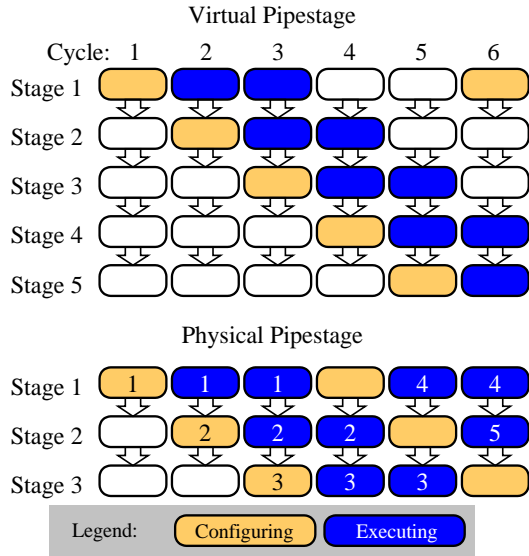 Virtual Pipestage
Cycle: 1 2 3 4 5 6
Stage 1
Stage 2
Stage 3
Stage 4
Stage 5
Physical Pipestage
Stage 1 1 1 1 4 4
Stage 2 2 2 2 5
Stage 3 3 3 3
Legend: Configuring Executing